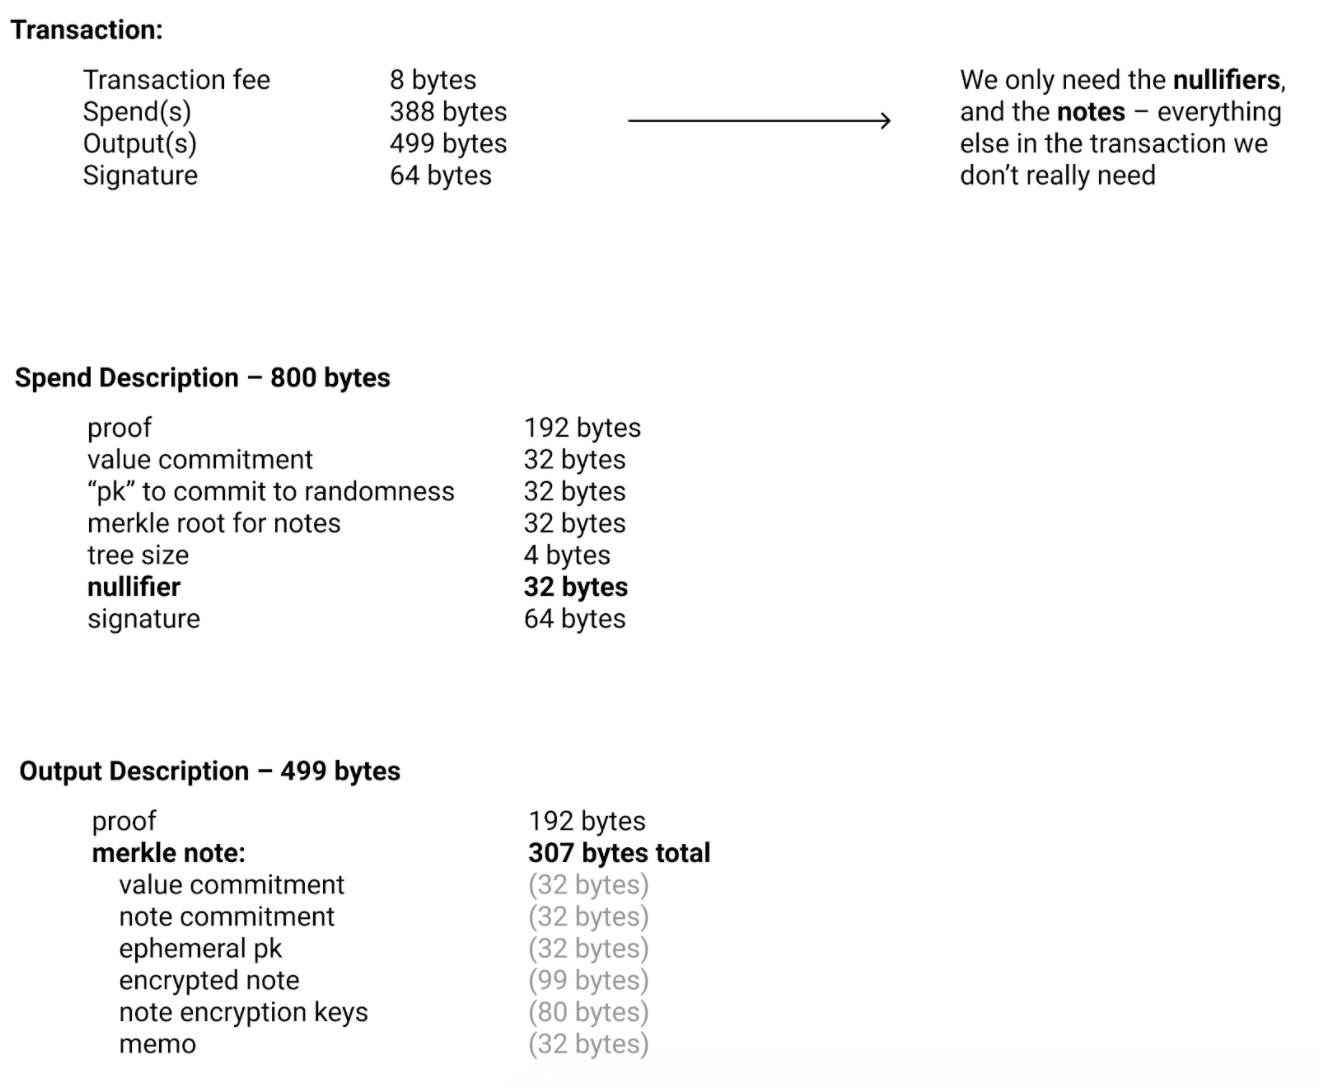 Transaction:
Transaction fee 8 bytes
Spend(s) 388 bytes
Output(s) 499 bytes
Signature 64 bytes
We only need the nullifiers,
and the notes – everything
else in the transaction we
don’t really need
Spend Description – 800 bytes
proof 192 bytes
value commitment 32 bytes
“pk” to commit to randomness 32 bytes
merkle root for notes 32 bytes
tree size 4 bytes
nullifier 32 bytes
signature 64 bytes
Output Description – 499 bytes
proof 192 bytes
merkle note: 307 bytes total
value commitment (32 bytes)
note commitment (32 bytes)
ephemeral pk (32 bytes)
encrypted note (99 bytes)
note encryption keys (80 bytes)
memo (32 bytes)